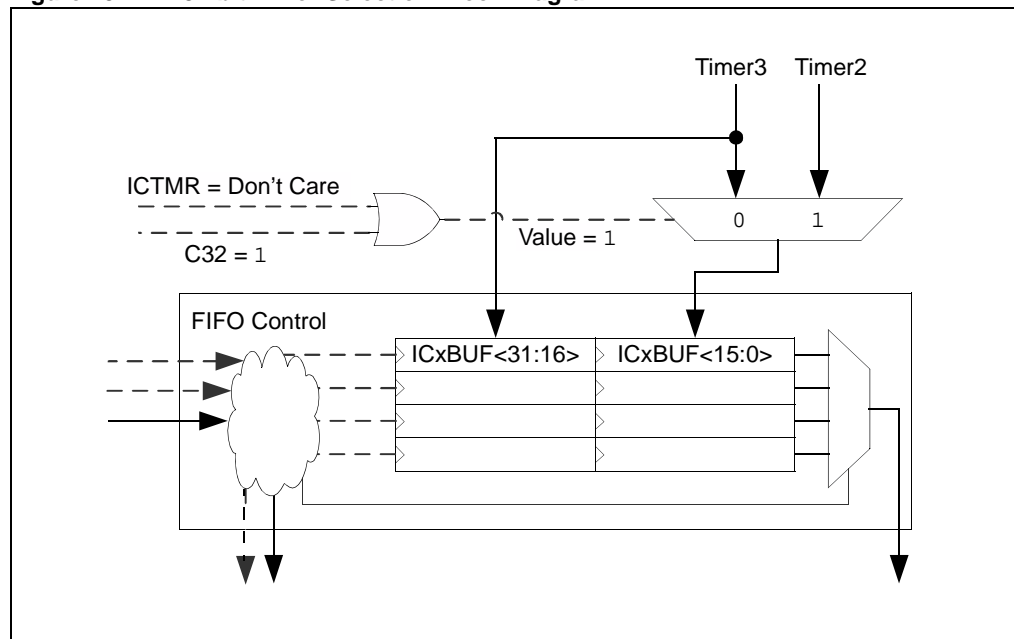 Timer3 Timer2
ICTMR = Don't Care
0 1
C32 = 1
Value = 1
FIFO Control
ICxBUF<31:16> ICxBUF<15:0>